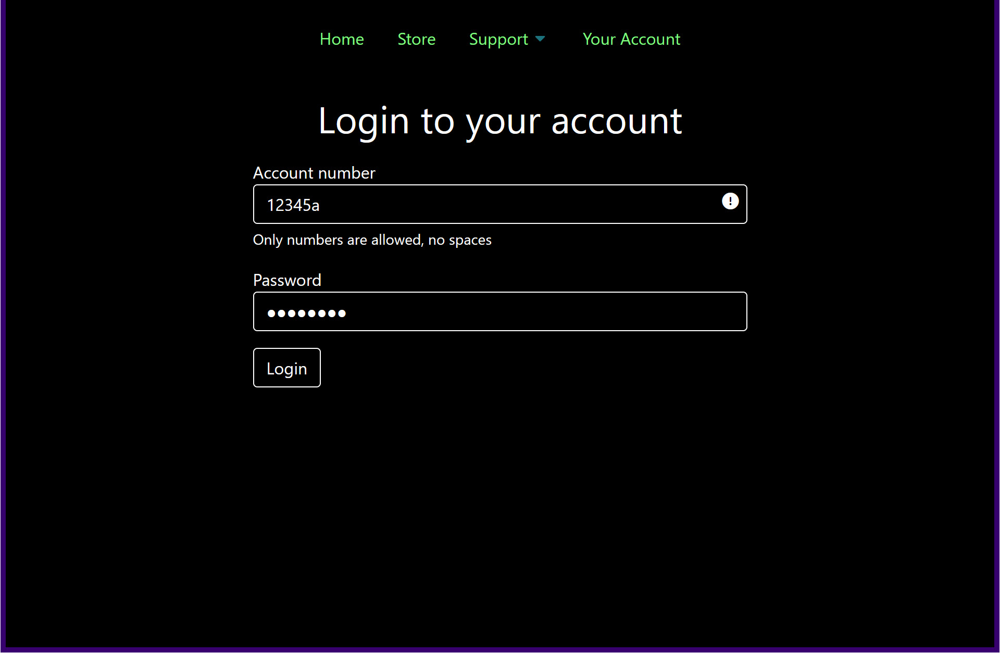 Home Store Support Your Account
Login to your account
Account number
12345a
Only numbers are allowed, no spaces
Password
●●●●●●●●
Login